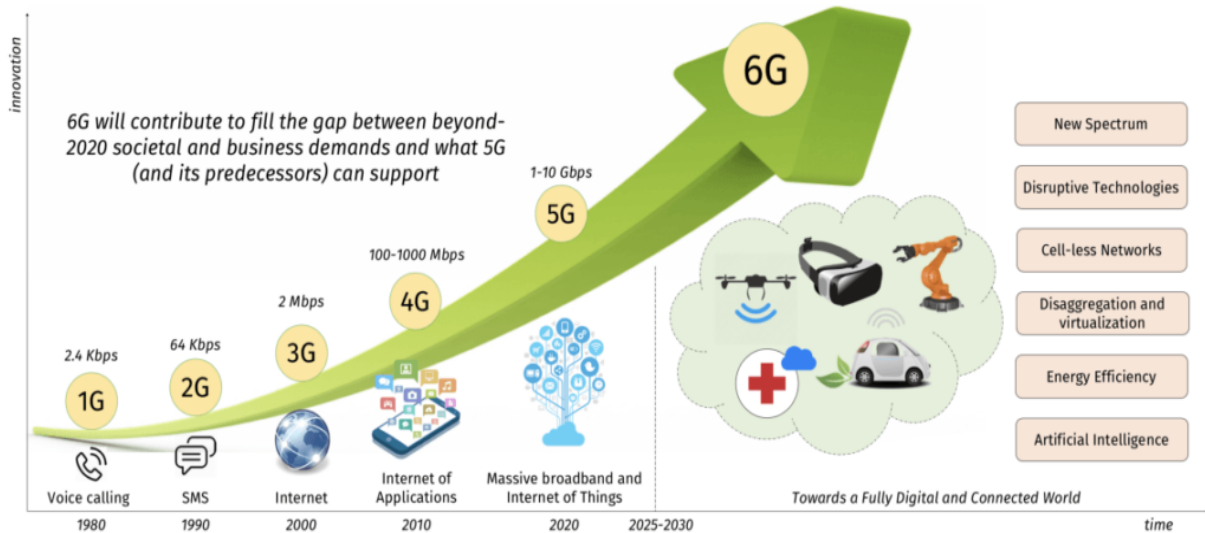 innovation
6G will contribute to fill the gap between beyond-
2020 societal and business demands and what 5G
(and its predecessors) can support
2.4 Kbps
1G
64 Kbps
2G
2 Mbps
3G
100-1000 Mbps
4G
1-10 Gbps
5G
6G
Voice calling
SMS
Internet
Internet of
Applications
Massive broadband and
Internet of Things
Towards a Fully Digital and Connected World
1980
1990
2000
2010
2020
2025-2030
time
New Spectrum
Disruptive Technologies
Cell-less Networks
Disaggregation and
virtualization
Energy Efficiency
Artificial Intelligence